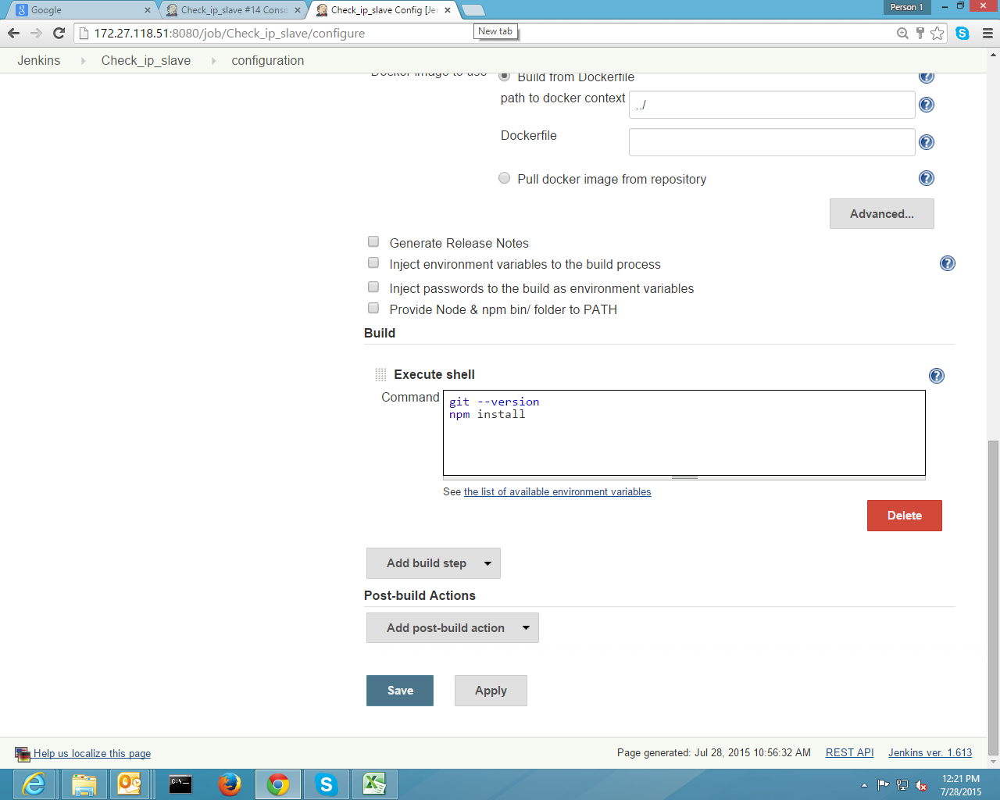 Google
Check_ip_slave #14 Conso
Check_ip_slave Config [Jen
Person 1
172.27.118.51:8080/job/Check_ip_slave/configure
New tab
Jenkins
Check_ip_slave
configuration
Docker image to use
Build from Dockerfile
path to docker context
../
Dockerfile
Pull docker image from repository
Advanced...
Generate Release Notes
Inject environment variables to the build process
Inject passwords to the build as environment variables
Provide Node & npm bin/ folder to PATH
Build
Execute shell
Command
git --version
npm install
See the list of available environment variables
Delete
Add build step
Post-build Actions
Add post-build action
Save
Apply
Help us localize this page
Page generated: Jul 28, 2015 10:56:32 AM
REST API
Jenkins ver. 1.613
12:21 PM
7/28/2015